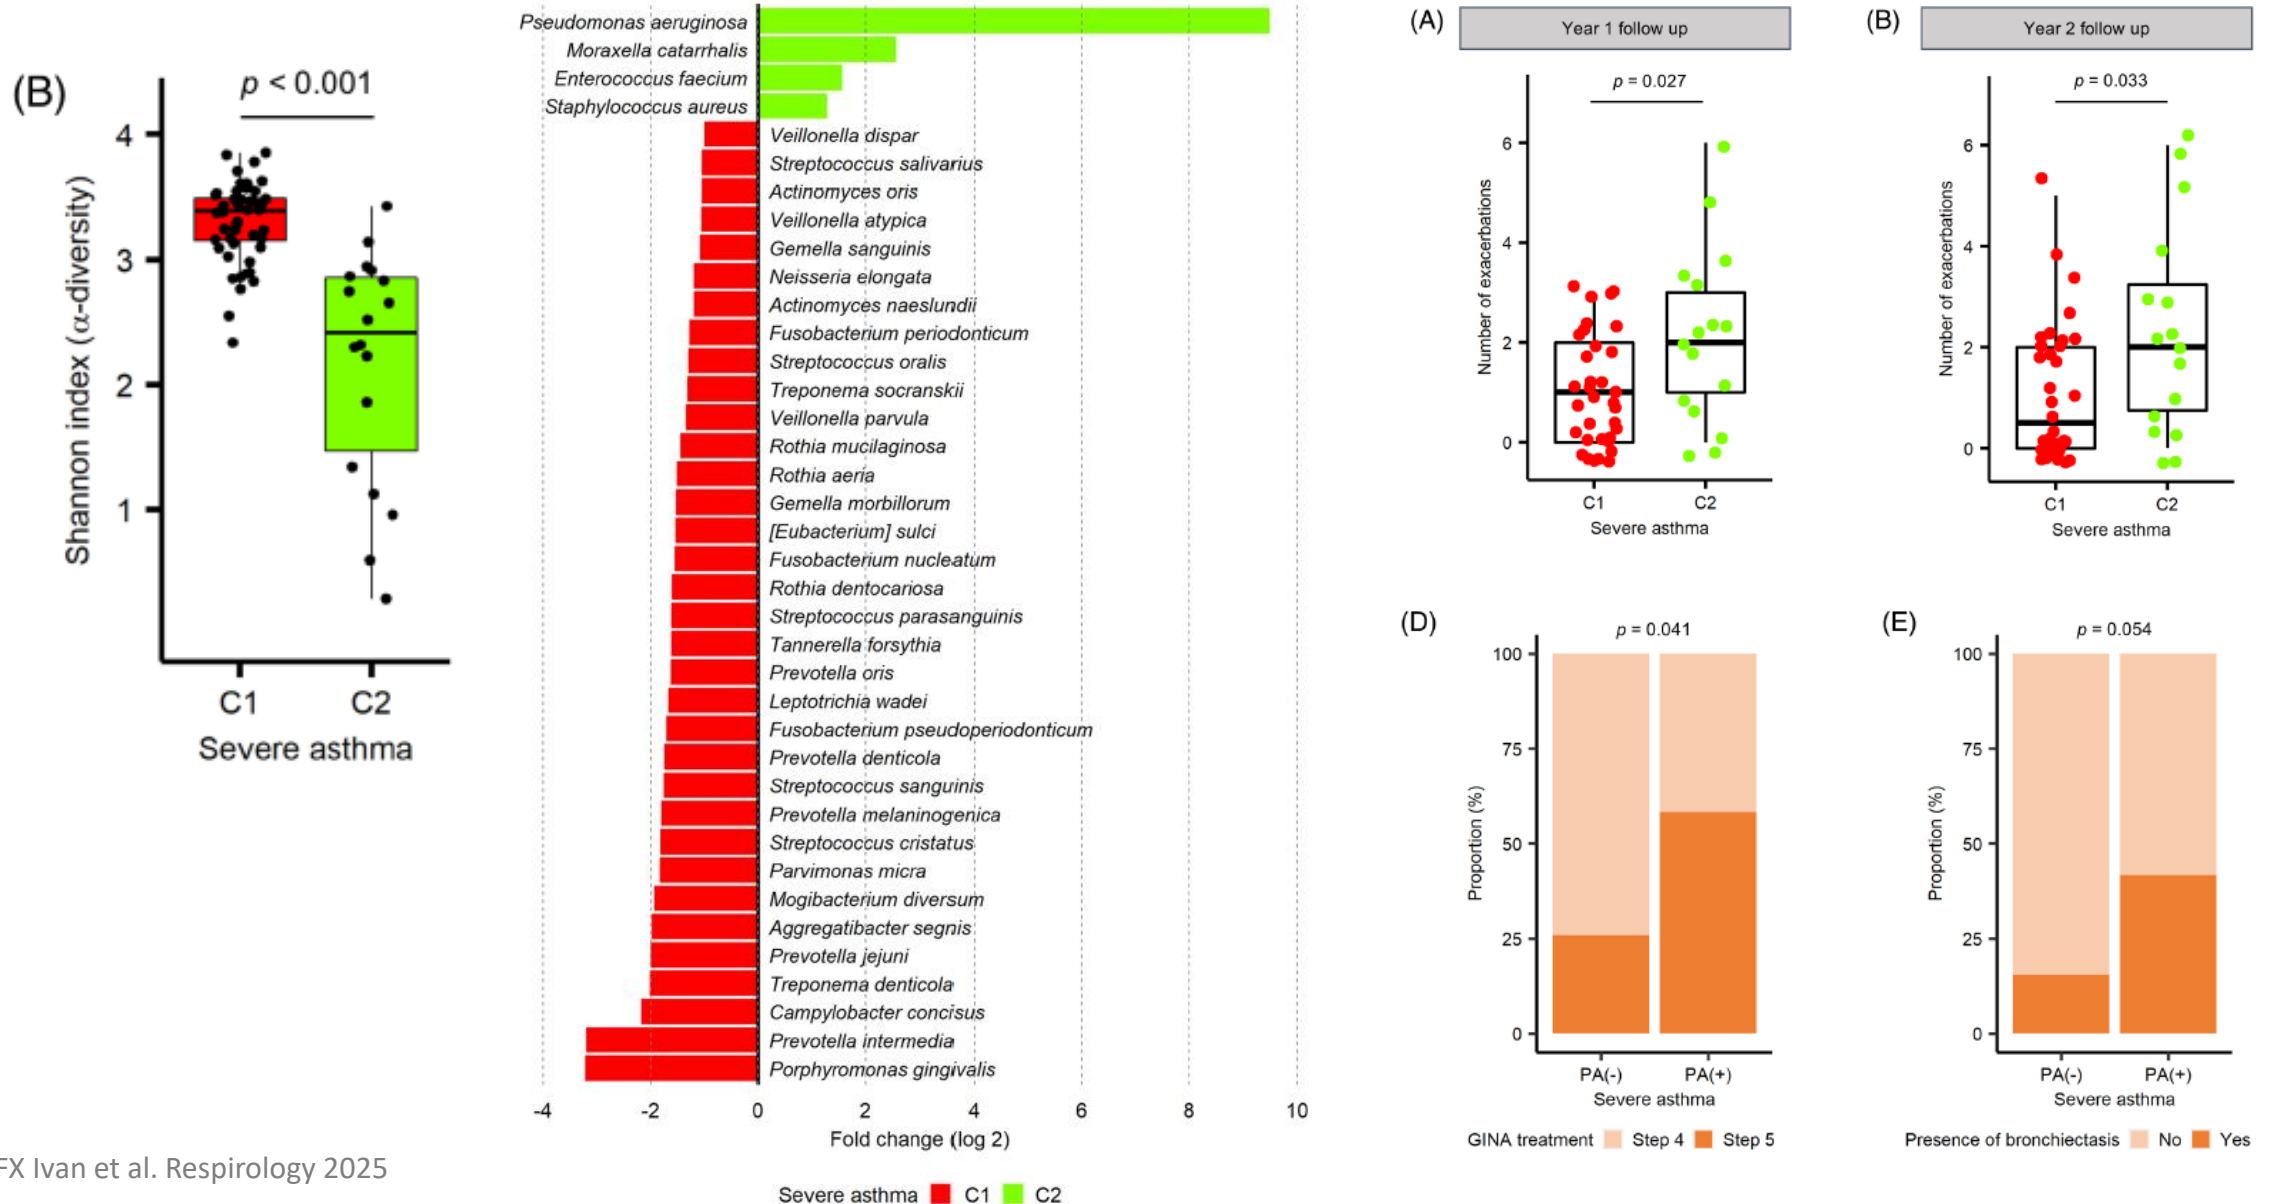 (B)
p < 0.001
Shannon index (α-diversity)
4
3
2
1
C1
C2
Severe asthma
FX Ivan et al. Respirology 2025
Pseudomonas aeruginosa
Moraxella catarrhalis
Enterococcus faecium
Staphylococcus aureus
Veillonella dispar
Streptococcus salivarius
Actinomyces oris
Veillonella atypica
Gemella sanguinis
Neisseria elongata
Actinomyces naeslundii
Fusobacterium periodonticum
Streptococcus oralis
Treponema socranskii
Veillonella parvula
Rothia mucilaginosa
Rothia aeria
Gemella morbillorum
[Eubacterium] sulci
Fusobacterium nucleatum
Rothia dentocariosa
Streptococcus parasanguinis
Tannerella forsythia
Prevotella oris
Leptotrichia wadei
Fusobacterium pseudoperiodonticum
Prevotella denticola
Streptococcus sanguinis
Prevotella melaninogenica
Streptococcus cristatus
Parvimonas micra
Mogibacterium diversum
Aggregatibacter segnis
Prevotella jejuni
Treponema denticola
Campylobacter concisus
Prevotella intermedia
Porphyromonas gingivalis
-4 -2 0 2 4 6 8 10
Fold change (log 2)
Severe asthma C1 C2
(A)
Year 1 follow up
p = 0.027
Number of exacerbations
6
4
2
0
C1 C2
Severe asthma
(B)
Year 2 follow up
p = 0.033
Number of exacerbations
6
4
2
0
C1 C2
Severe asthma
(D)
p = 0.041
Proportion (%)
100
75
50
25
0
PA(-) PA(+)
Severe asthma
GINA treatment Step 4 Step 5
(E)
p = 0.054
Proportion (%)
100
75
50
25
0
PA(-) PA(+)
Severe asthma
Presence of bronchiectasis No Yes